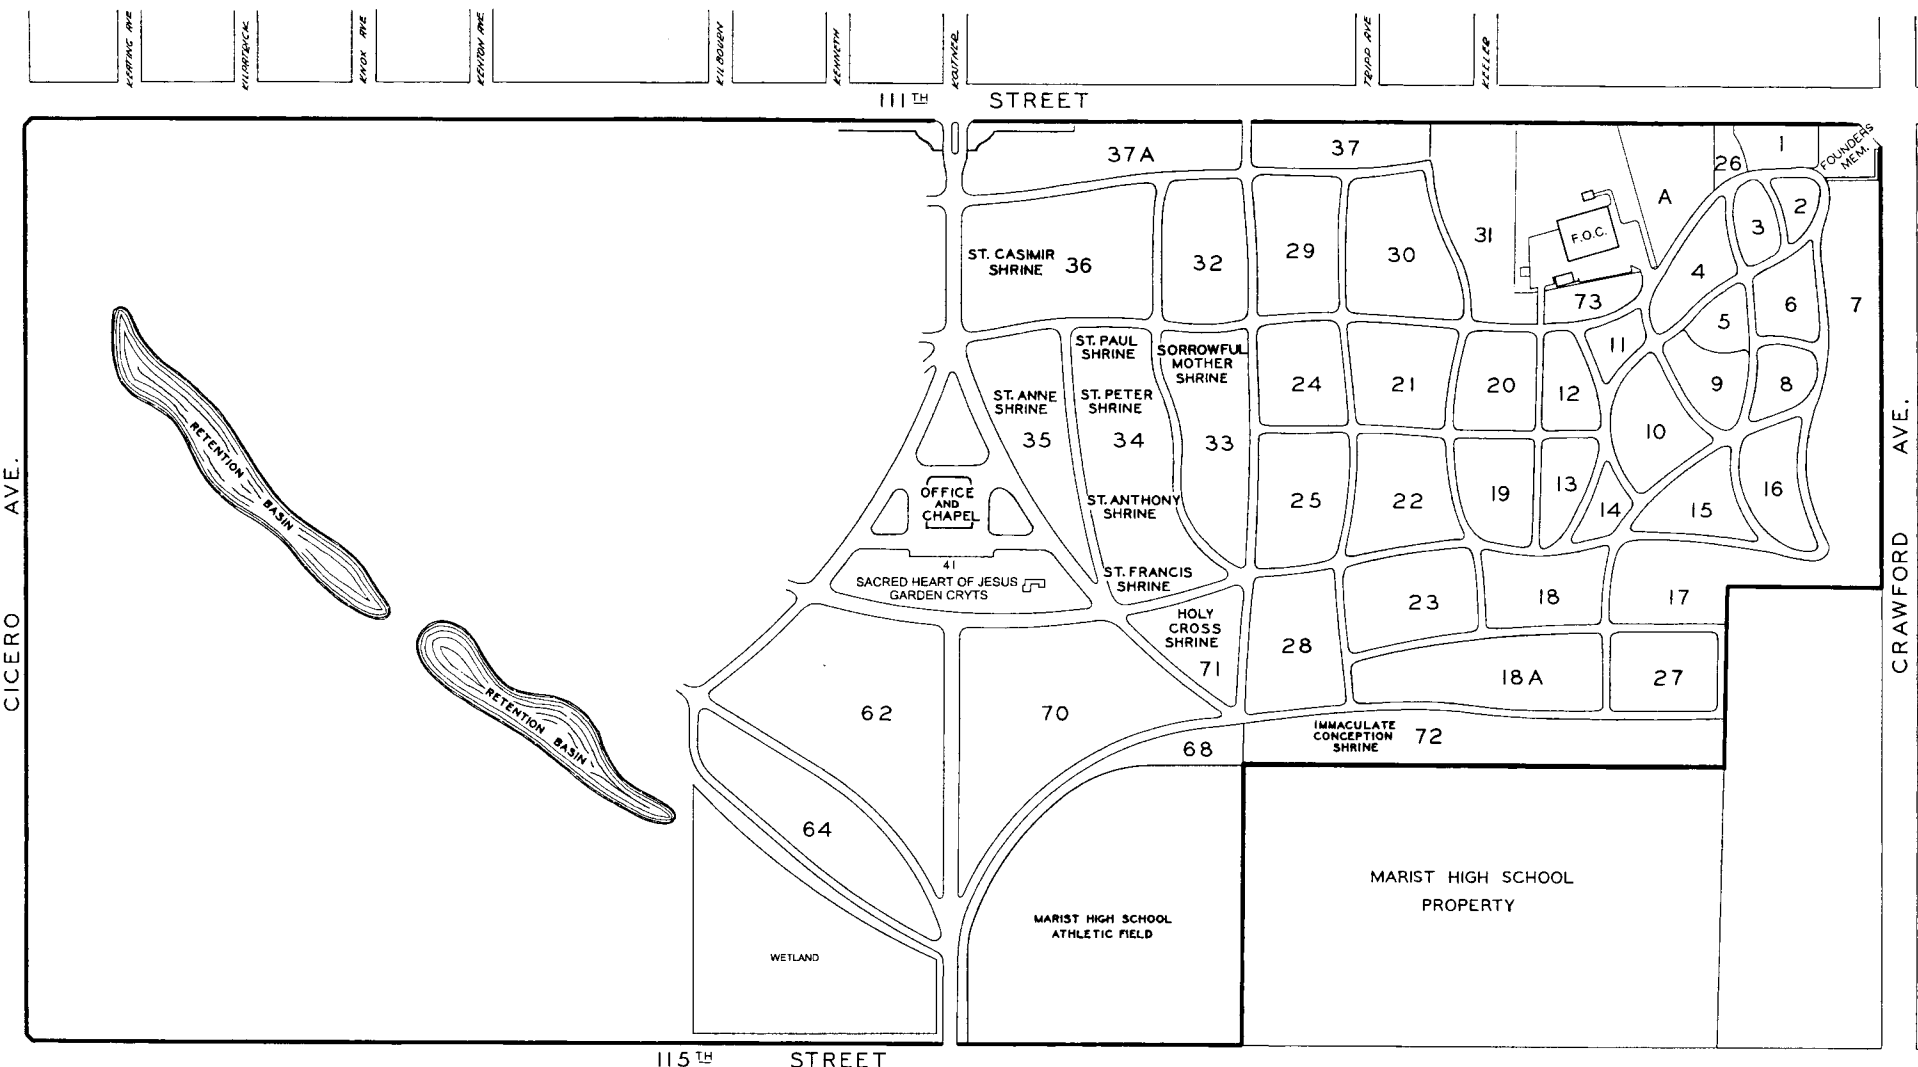 KEATING AVE
KILPATRICK
KNOX AVE
KENTON AVE.
KILBOURN
KENNETH
KOSTNER
TRIPP AVE
KEELER
111TH STREET
CICERO AVE.
CRAWFORD AVE.
115TH STREET
37A
37
1
FOUNDERS
MEM.
26
A
31
F.O.C.
2
3
4
ST. CASIMIR
SHRINE
36
32
29
30
73
5
6
7
ST. PAUL
SHRINE
SORROWFUL
MOTHER
SHRINE
11
24
21
20
12
9
8
ST. ANNE
SHRINE
35
ST. PETER
SHRINE
34
33
10
RETENTION BASIN
OFFICE
AND
CHAPEL
ST. ANTHONY
SHRINE
25
22
19
13
14
15
16
41
SACRED HEART OF JESUS
GARDEN CRYTS
ST. FRANCIS
SHRINE
HOLY
CROSS
SHRINE
71
28
23
18
17
18A
27
RETENTION BASIN
62
70
68
IMMACULATE
CONCEPTION
SHRINE
72
64
MARIST HIGH SCHOOL
ATHLETIC FIELD
MARIST HIGH SCHOOL
PROPERTY
WETLAND